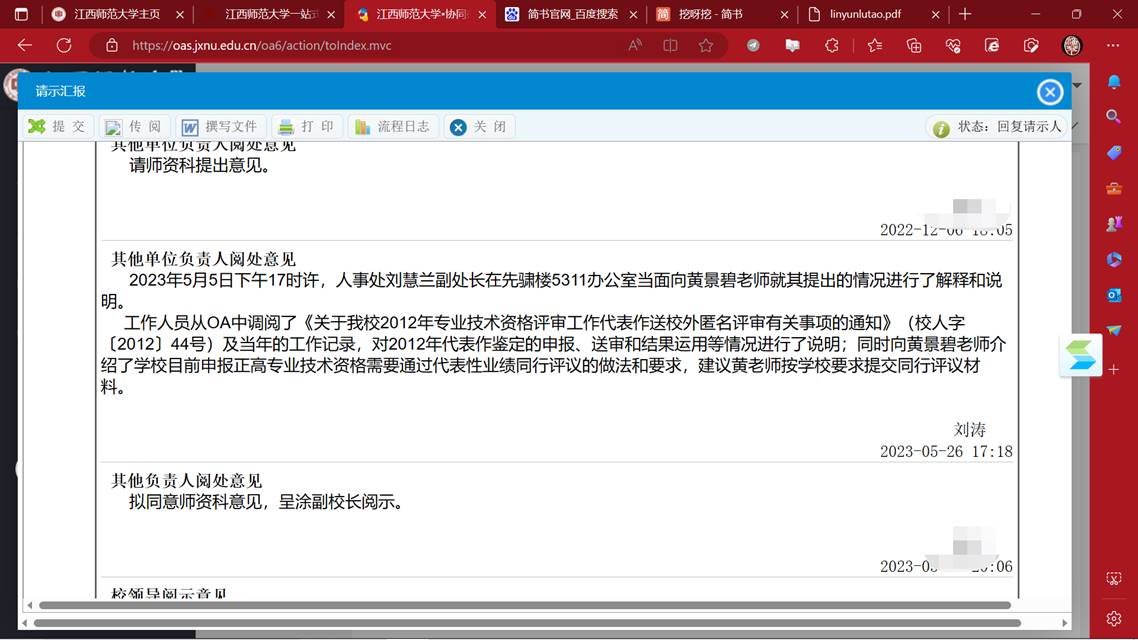 江西师范大学主页
江西师范大学一站式
江西师范大学•协同
简书官网_百度搜索
挖呀挖 - 简书
linyunlutao.pdf
https://oas.jxnu.edu.cn/oa6/action/toIndex.mvc
请示汇报
提 交
传 阅
撰写文件
打 印
流程日志
关 闭
状态：回复请示人
其他单位负责人阅处意见
请师资科提出意见。
2022-12-06 18:05
其他单位负责人阅处意见
2023年5月5日下午17时许，人事处刘慧兰副处长在先骕楼5311办公室当面向黄景碧老师就其提出的情况进行了解释和说
明。
工作人员从OA中调阅了《关于我校2012年专业技术资格评审工作代表作送校外匿名评审有关事项的通知》（校人字
〔2012〕44号）及当年的工作记录，对2012年代表作鉴定的申报、送审和结果运用等情况进行了说明；同时向黄景碧老师介
绍了学校目前申报正高专业技术资格需要通过代表性业绩同行评议的做法和要求，建议黄老师按学校要求提交同行评议材
料。
刘涛
2023-05-26 17:18
其他负责人阅处意见
拟同意师资科意见，呈涂副校长阅示。
校领导阅示意见